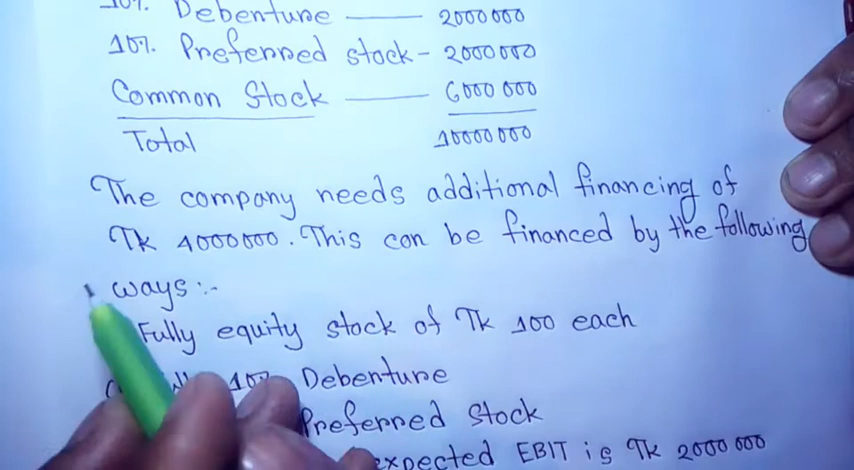 10%. Debenture — 2000000
10%. Preferred stock - 2000000
Common Stock — 6000000
Total 10000000
The company needs additional financing of
TK 4000000. This can be financed by the following
ways:-
Fully equity stock of TK 100 each
10% Debenture
Preferred stock
expected EBIT is TK 2000000